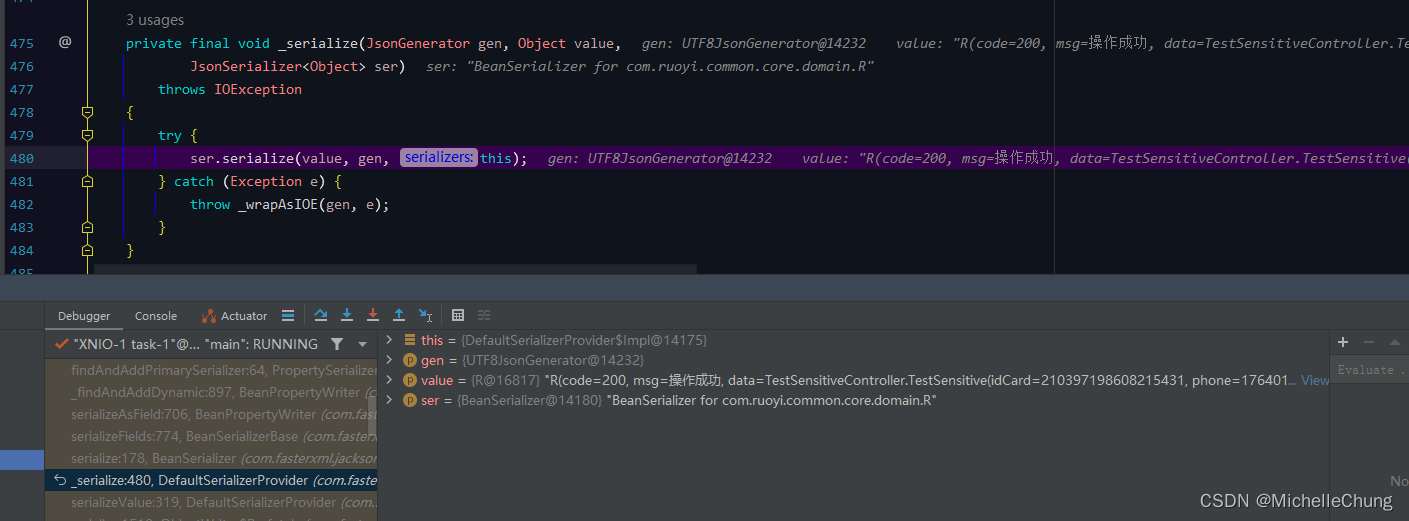 3 usages
475 @ private final void _serialize(JsonGenerator gen, Object value, gen: UTF8JsonGenerator@14232 value: "R(code=200, msg=操作成功, data=TestSensitiveController.Te
476 JsonSerializer<Object> ser) ser: "BeanSerializer for com.ruoyi.common.core.domain.R"
477 throws IOException
478 {
479 try {
480 ser.serialize(value, gen, serializers: this); gen: UTF8JsonGenerator@14232 value: "R(code=200, msg=操作成功, data=TestSensitiveController.TestSensitive(
481 } catch (Exception e) {
482 throw _wrapAsIOE(gen, e);
483 }
484 }
485
Debugger Console Actuator
"XNIO-1 task-1"@... "main": RUNNING
findAndAddPrimarySerializer:64, PropertySerializer
_findAndAddDynamic:897, BeanPropertyWriter (c
serializeAsField:706, BeanPropertyWriter (com.fast
serializeFields:774, BeanSerializerBase (com.fasterxm
serialize:178, BeanSerializer (com.fasterxml.jackson
_serialize:480, DefaultSerializerProvider (com.faster
serializeValue:319, DefaultSerializerProvider (com.fas
this = {DefaultSerializerProvider$Impl@14175}
gen = {UTF8JsonGenerator@14232}
value = {R@16817} "R(code=200, msg=操作成功, data=TestSensitiveController.TestSensitive(idCard=210397198608215431, phone=176401... View
ser = {BeanSerializer@14180} "BeanSerializer for com.ruoyi.common.core.domain.R"
Evaluate .
No
CSDN @MichelleChung